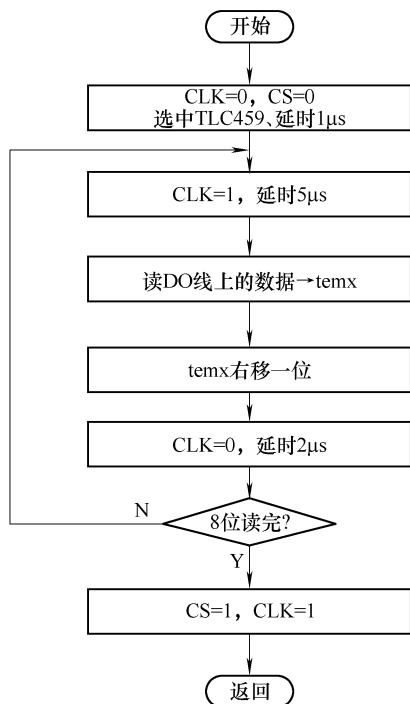 开始
CLK=0，CS=0
选中TLC459、延时1μs
CLK=1，延时5μs
读DO线上的数据→temx
temx右移一位
CLK=0，延时2μs
N
8位读完?
Y
CS=1，CLK=1
返回